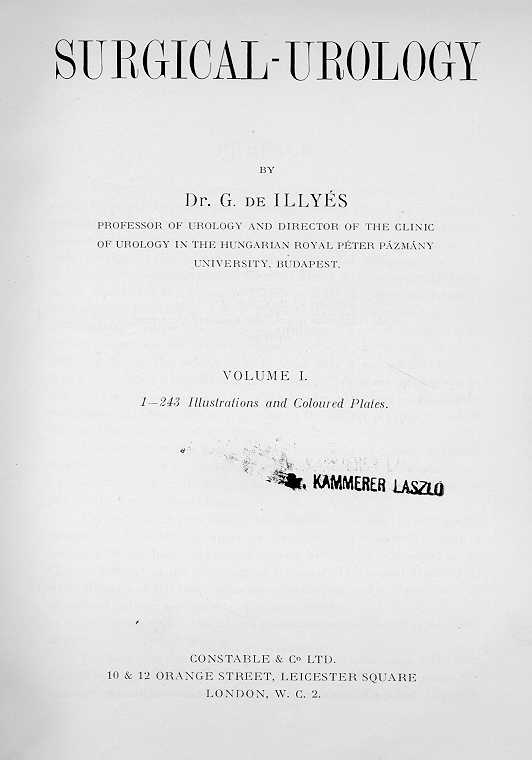 SURGICAL-UROLOGY
BY
Dr. G. DE ILLYÉS
PROFESSOR OF UROLOGY AND DIRECTOR OF THE CLINIC
OF UROLOGY IN THE HUNGARIAN ROYAL PÉTER PÁZMÁNY
UNIVERSITY, BUDAPEST.
VOLUME I.
1—243 Illustrations and Coloured Plates.
Dr. KAMMERER LASZLÓ
CONSTABLE & Cº LTD.
10 & 12 ORANGE STREET, LEICESTER SQUARE
LONDON, W. C. 2.